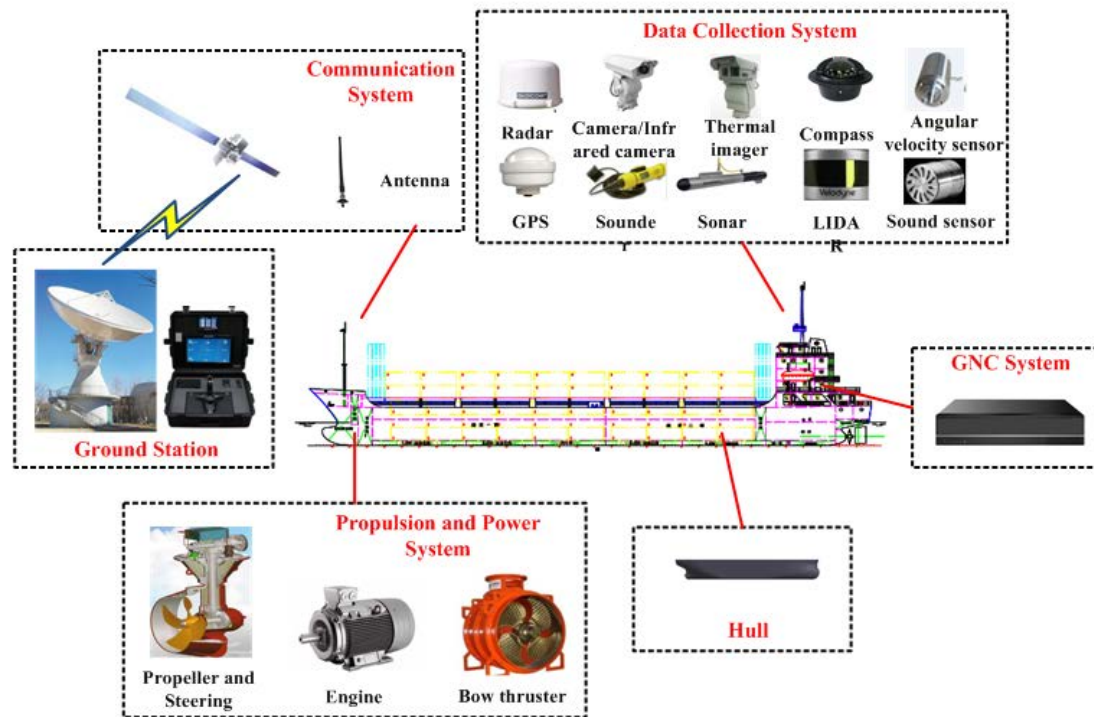 Data Collection System
Communication
System
Radar
Camera/Infr
ared camera
Thermal
imager
Compass
Angular
velocity sensor
Antenna
Velodyne
GPS
Sounde
r
Sonar
LIDA
R
Sound sensor
GNC System
Ground Station
Propulsion and Power
System
Hull
Propeller and
Steering
Engine
Bow thruster